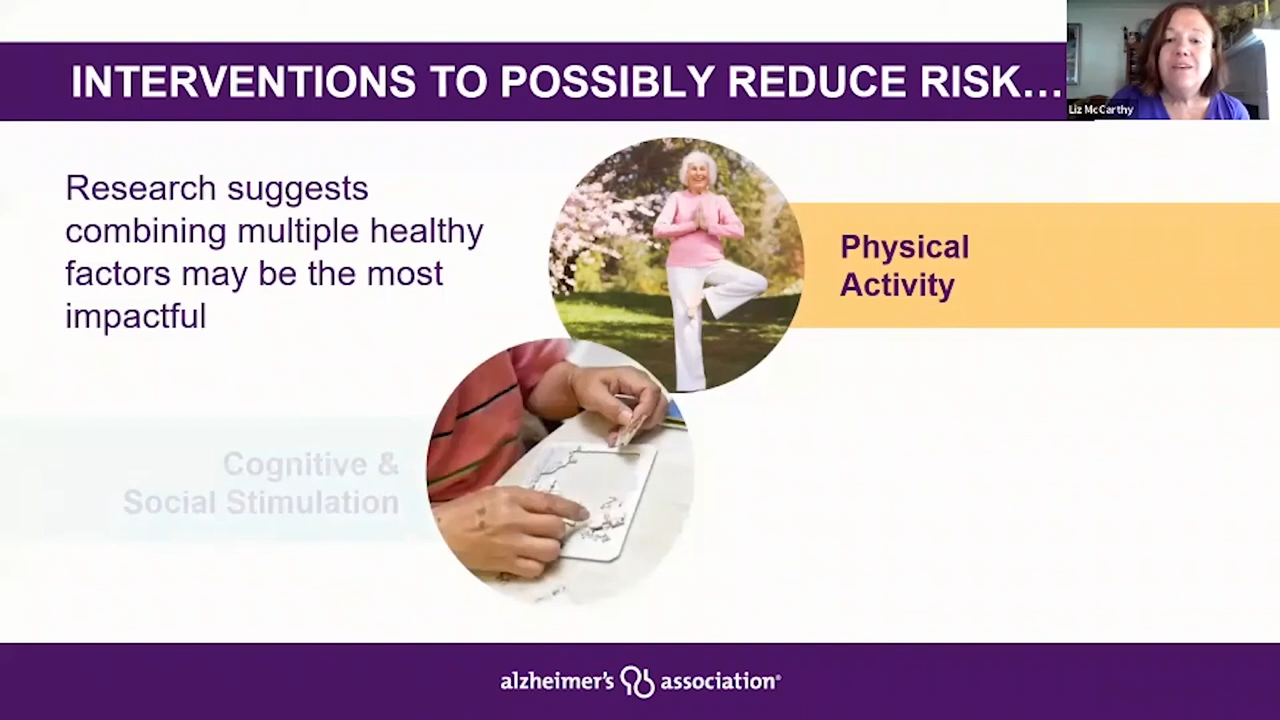 INTERVENTIONS TO POSSIBLY REDUCE RISK...
Liz McCarthy
Research suggests
combining multiple healthy
factors may be the most
impactful
Physical
Activity
Cognitive &
Social Stimulation
alzheimer's association®